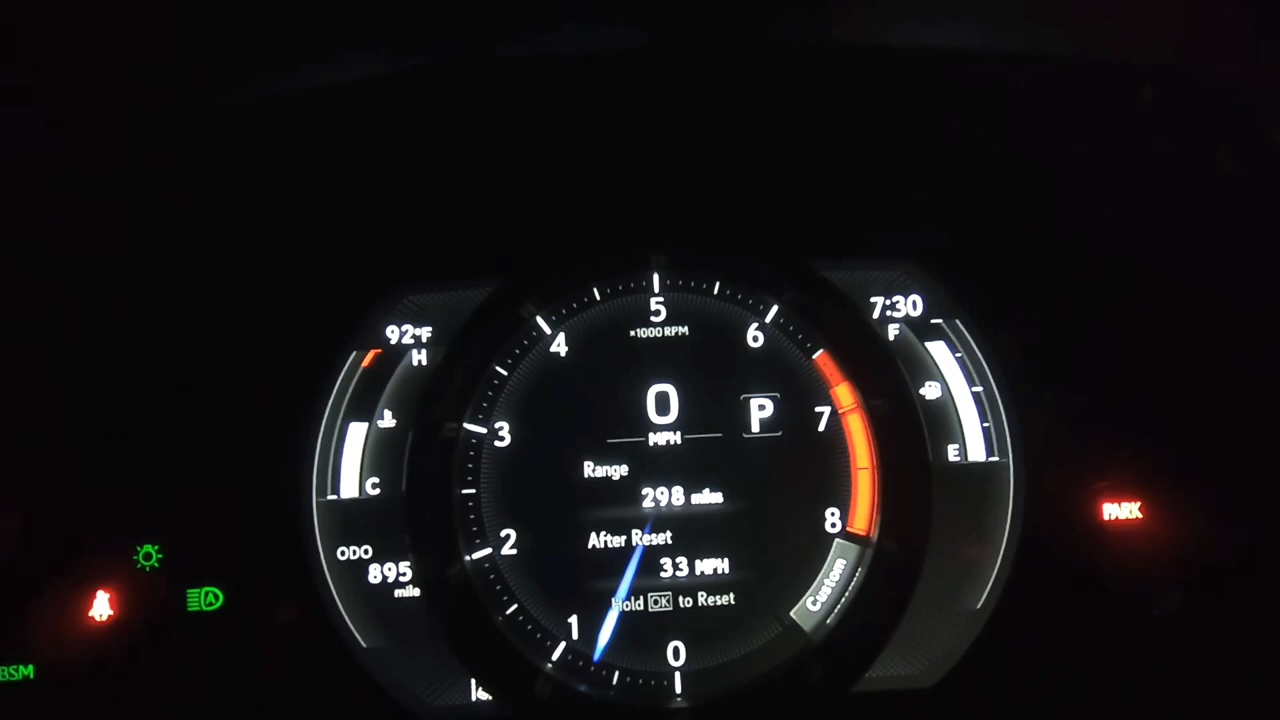 5
×1000 RPM
4
6
3
7
2
8
1
0
92°F
H
C
ODO
895
mile
7:30
F
E
0
MPH
P
Range
298 miles
After Reset
33 MPH
Hold OK to Reset
Custom
PARK
A
BSM